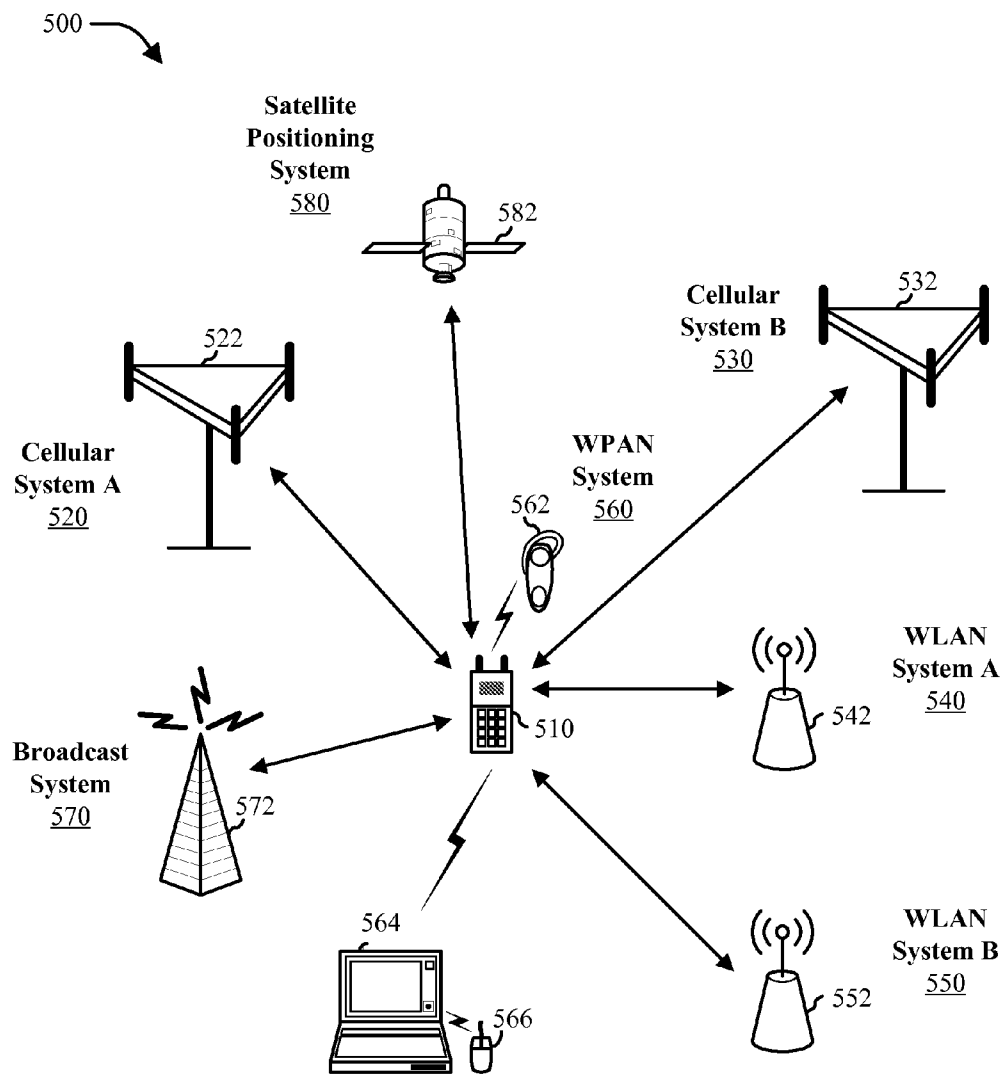 500
Satellite
Positioning
System
580
582
Cellular
System B
530
532
522
Cellular
System A
520
WPAN
System
560
562
WLAN
System A
540
542
510
Broadcast
System
570
572
WLAN
System B
550
552
564
566